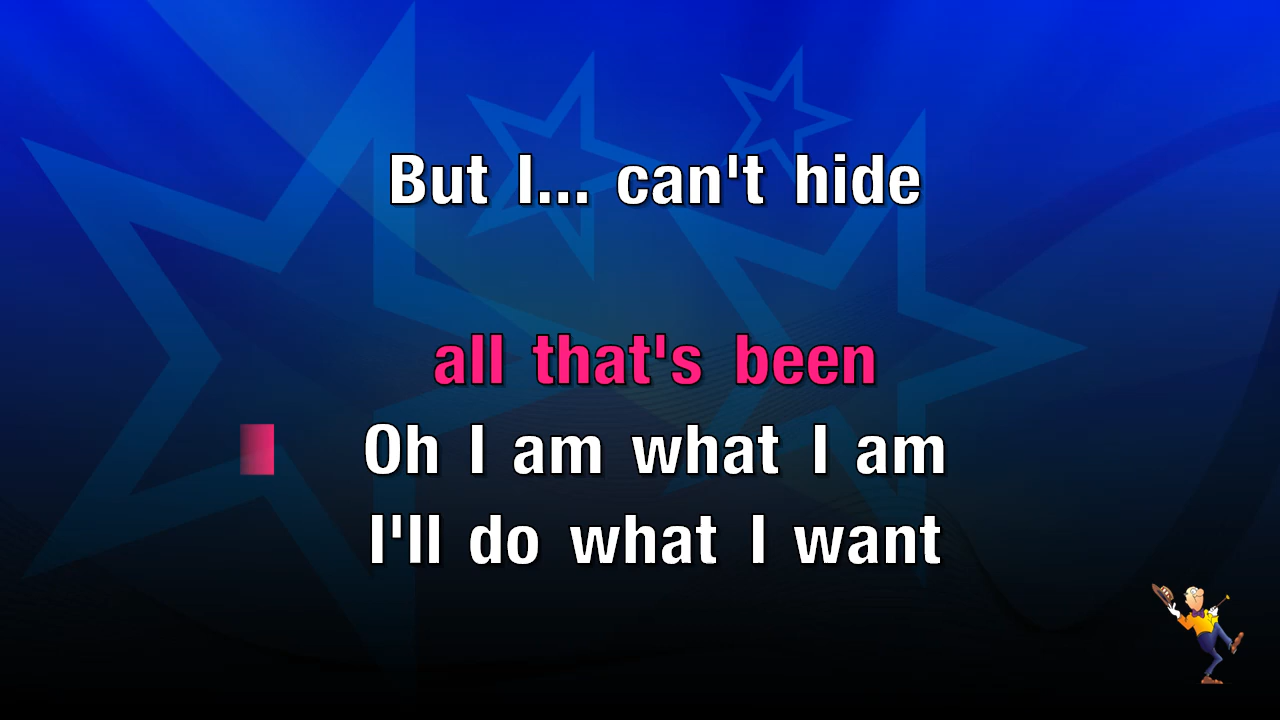 But I... can't hide
all that's been
Oh I am what I am
I'll do what I want